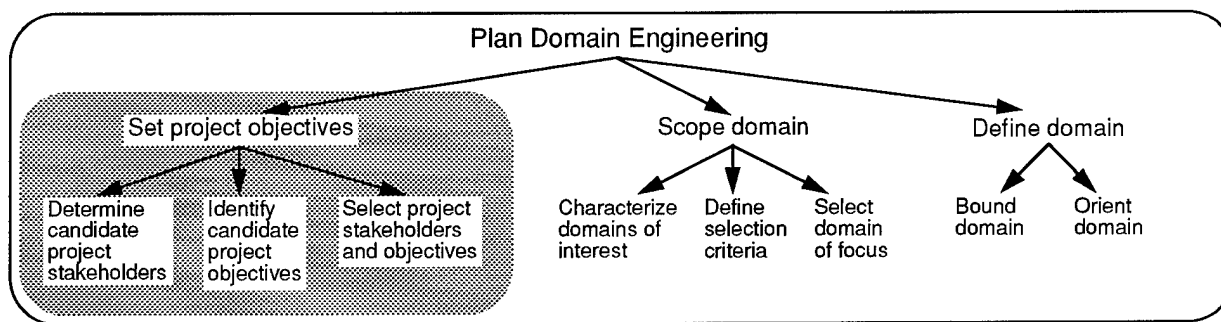 Plan Domain Engineering
Set project objectives
Scope domain
Define domain
Determine
candidate
project
stakeholders
Identify
candidate
project
objectives
Select project
stakeholders
and objectives
Characterize
domains of
interest
Define
selection
criteria
Select
domain
of focus
Bound
domain
Orient
domain